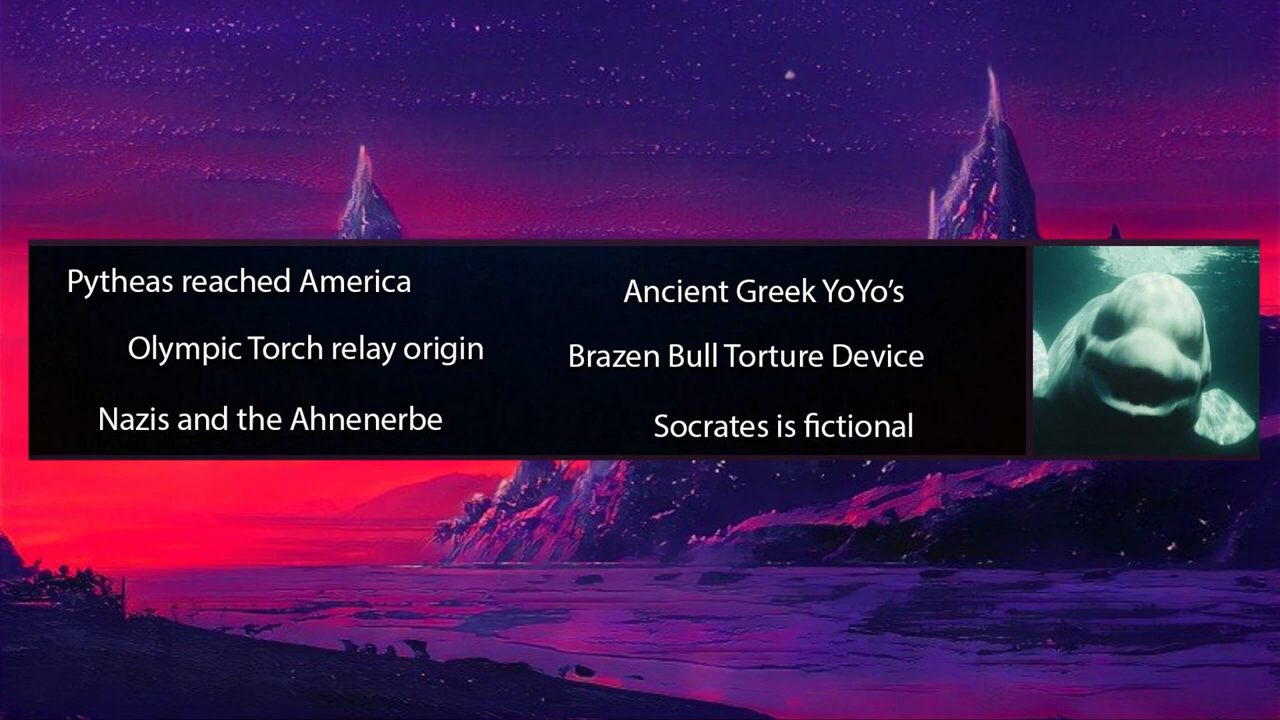 Pytheas reached America
Olympic Torch relay origin
Nazis and the Ahnenerbe
Ancient Greek YoYo's
Brazen Bull Torture Device
Socrates is fictional